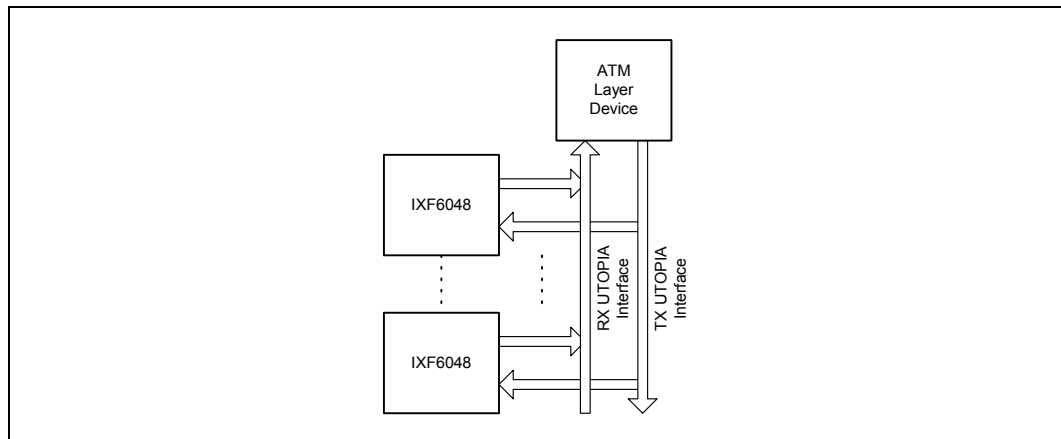 ATM
Layer
Device
IXF6048
RX UTOPIA
Interface
TX UTOPIA
Interface
IXF6048